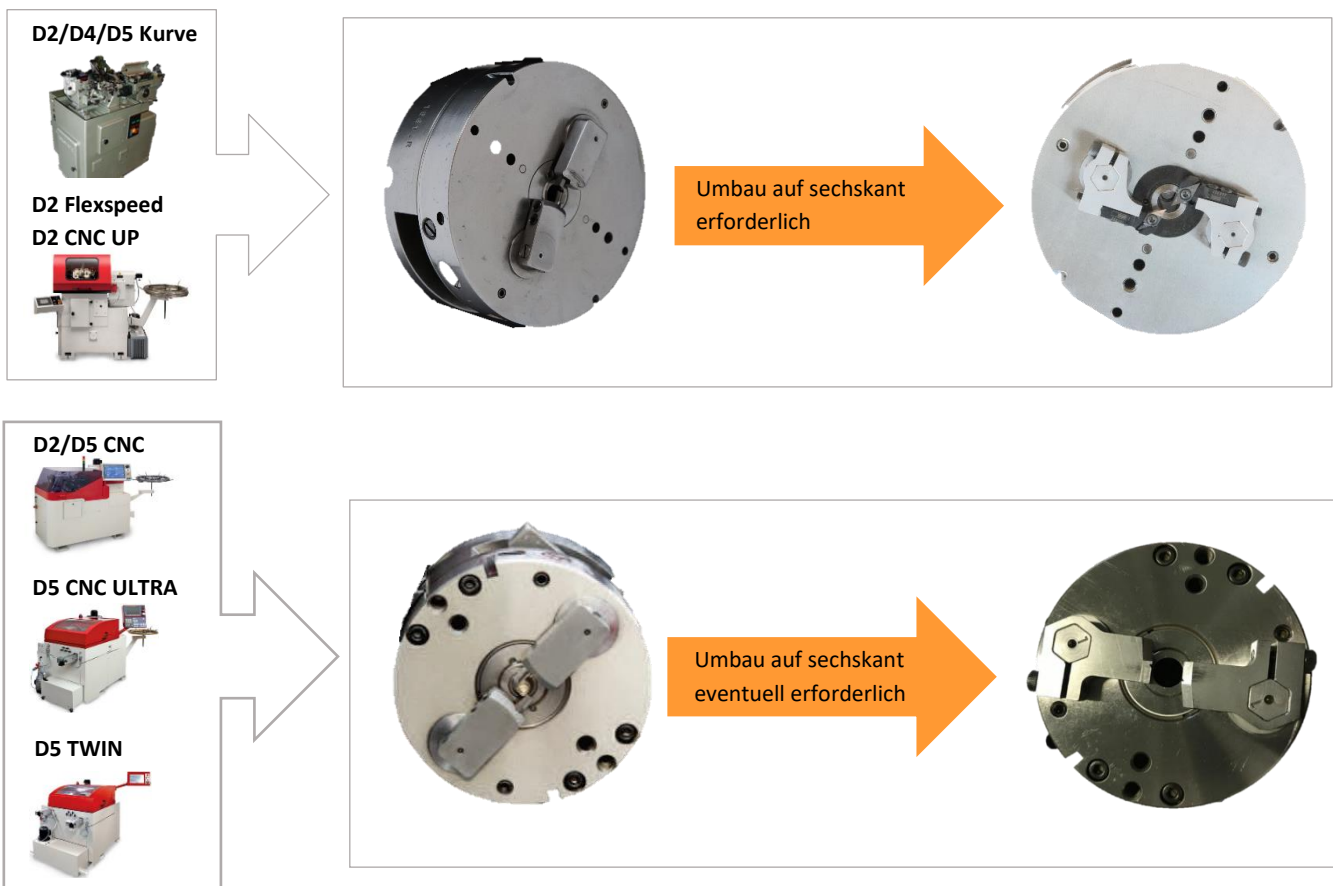 D2/D4/D5 Kurve
D2 Flexspeed
D2 CNC UP
Umbau auf sechskant
erforderlich
D2/D5 CNC
D5 CNC ULTRA
D5 TWIN
Umbau auf sechskant
eventuell erforderlich